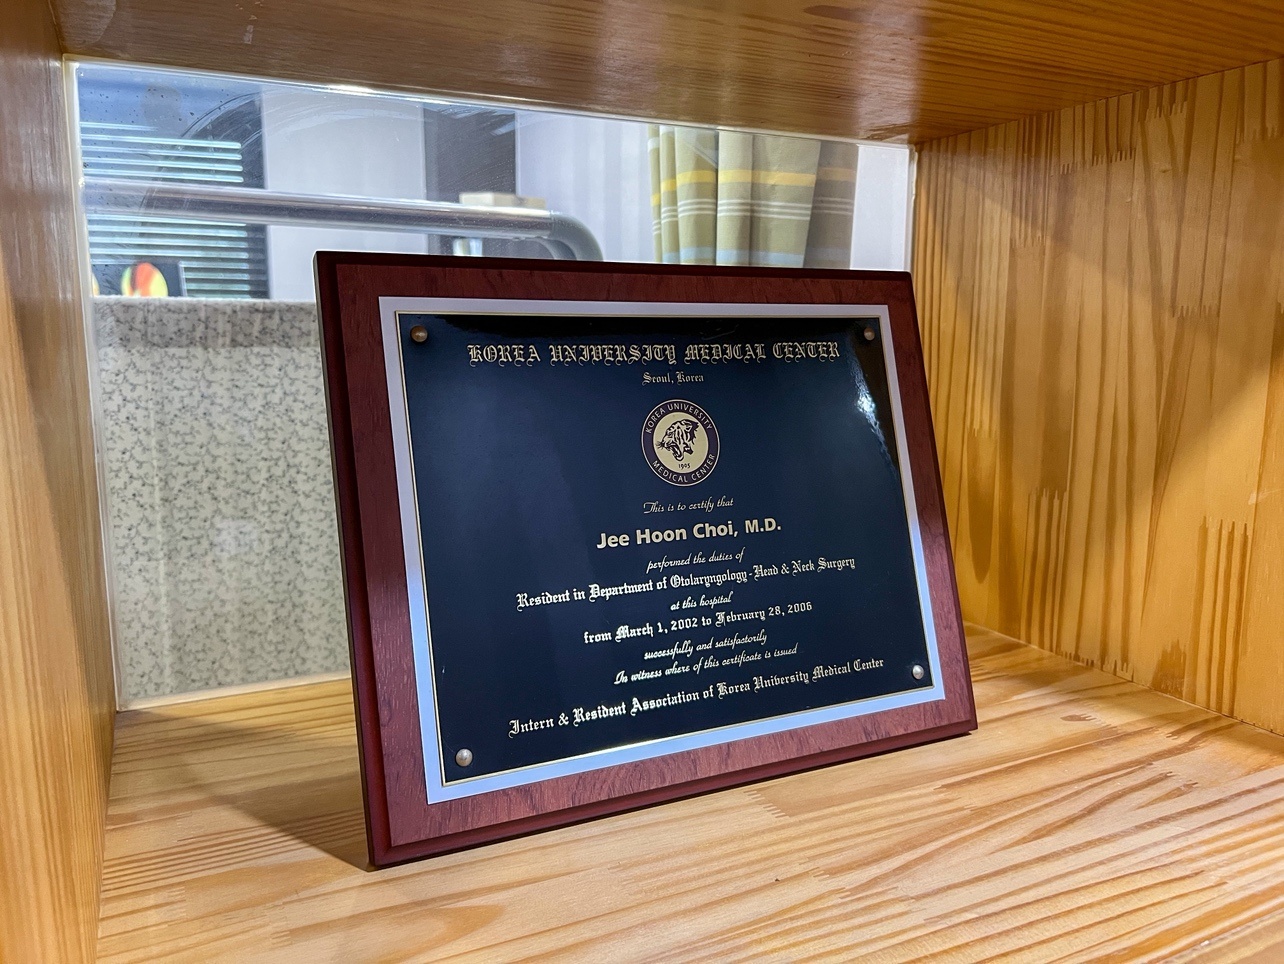 KOREA UNIVERSITY MEDICAL CENTER
Seoul, Korea
KOREA UNIVERSITY
1905
MEDICAL CENTER
This is to certify that
Jee Hoon Choi, M.D.
performed the duties of
Resident in Department of Otolaryngology-Head & Neck Surgery
at this hospital
from March 1, 2002 to February 28, 2006
successfully and satisfactorily
In witness where of this certificate is issued
Intern & Resident Association of Korea University Medical Center